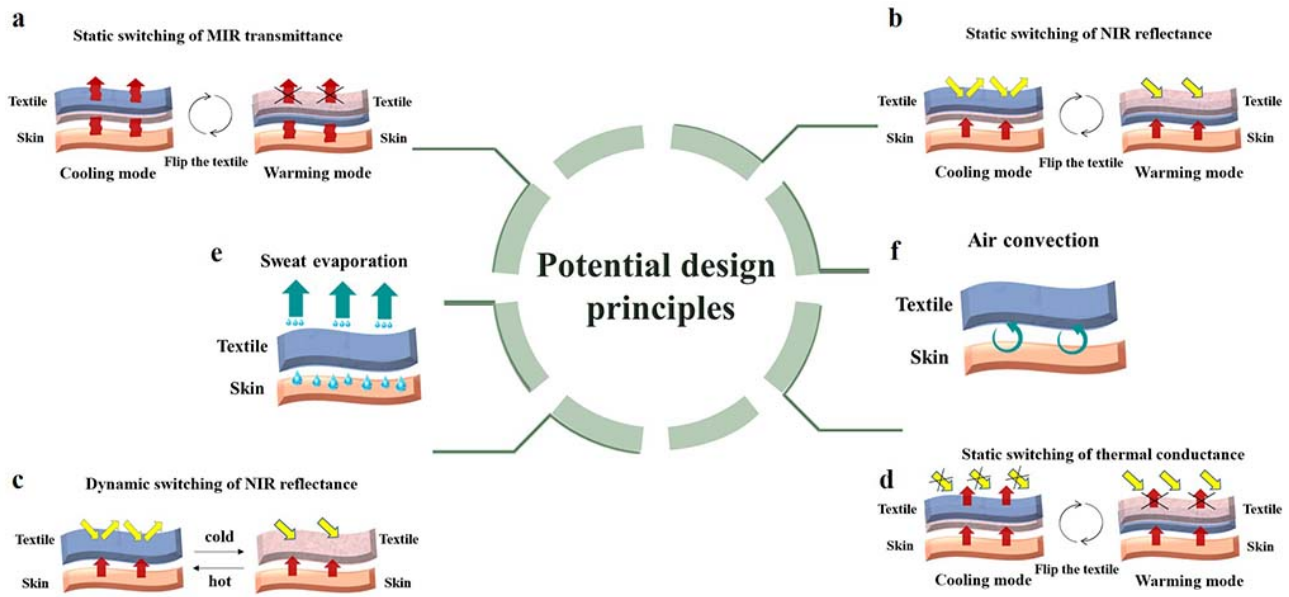 a
Static switching of MIR transmittance
Textile
Textile
Skin
Skin
Flip the textile
Cooling mode
Warming mode
b
Static switching of NIR reflectance
Textile
Textile
Skin
Skin
Flip the textile
Cooling mode
Warming mode
e
Sweat evaporation
Textile
Skin
Potential design
principles
f
Air convection
Textile
Skin
c
Dynamic switching of NIR reflectance
Textile
cold
Textile
Skin
hot
Skin
d
Static switching of thermal conductance
Textile
Textile
Skin
Skin
Flip the textile
Cooling mode
Warming mode